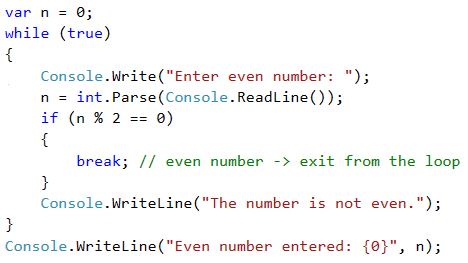 var n = 0;
while (true)
{
    Console.Write("Enter even number: ");
    n = int.Parse(Console.ReadLine());
    if (n % 2 == 0)
    {
        break; // even number -> exit from the loop
    }
    Console.WriteLine("The number is not even.");
}
Console.WriteLine("Even number entered: {0}", n);